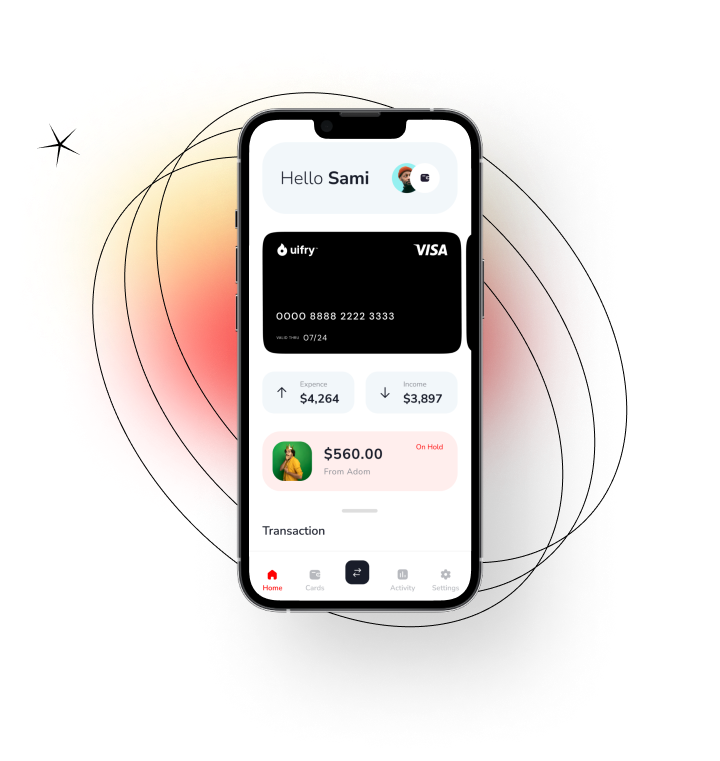 Hello Sami
uifry
VISA
0000 8888 2222 3333
VALID THRU 07/24
Expence
$4,264
Income
$3,897
$560.00
On Hold
From Adom
Transaction
Home
Cards
Activity
Settings